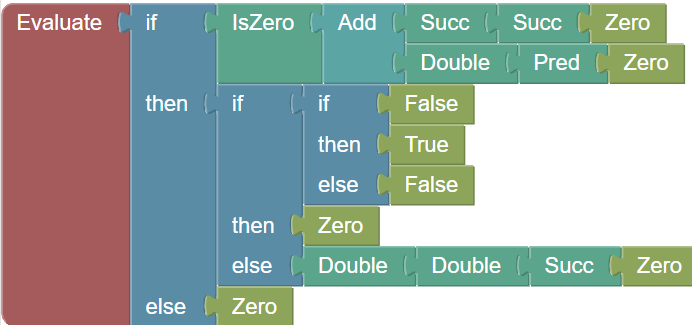 Evaluate if IsZero Add Succ Succ Zero
Double Pred Zero
then if if False
then True
else False
then Zero
else Double Double Succ Zero
else Zero